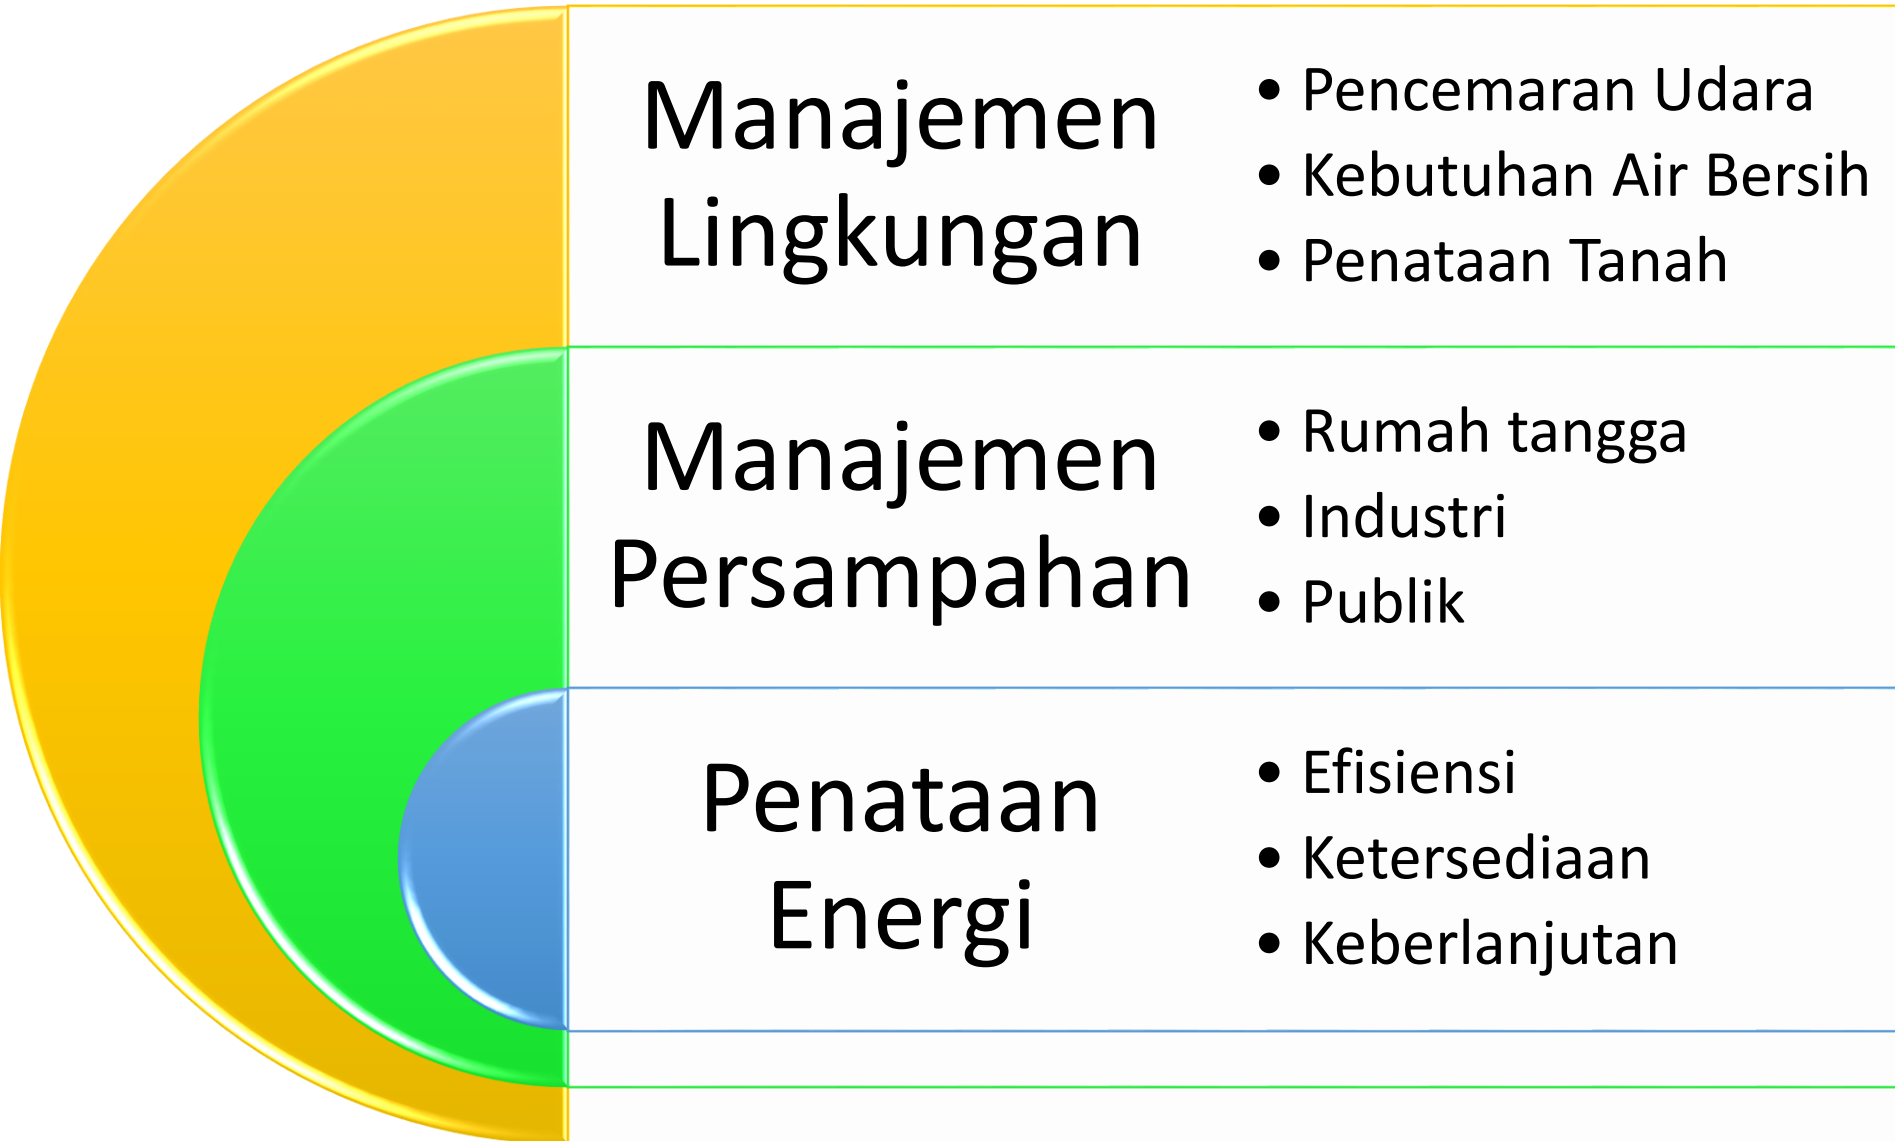 Manajemen
Lingkungan
• Pencemaran Udara
• Kebutuhan Air Bersih
• Penataan Tanah
Manajemen
Persampahan
• Rumah tangga
• Industri
• Publik
Penataan
Energi
• Efisiensi
• Ketersediaan
• Keberlanjutan